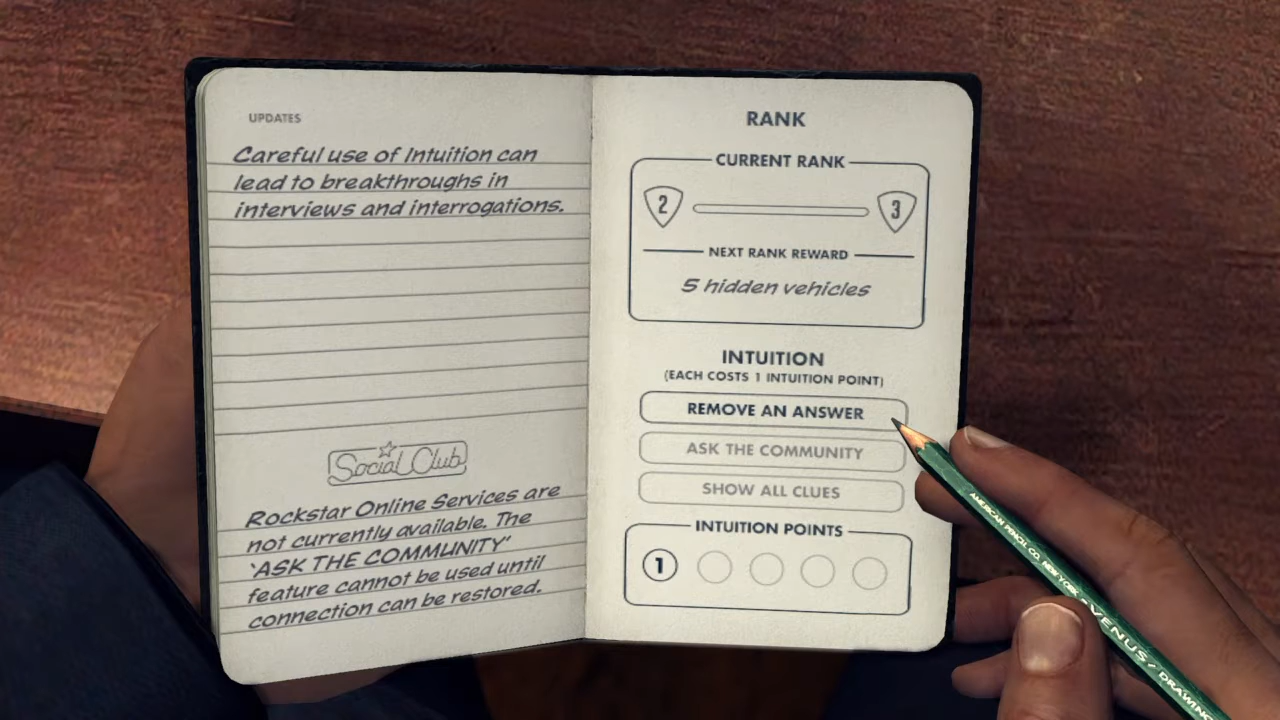 UPDATES
Careful use of Intuition can
lead to breakthroughs in
interviews and interrogations.
Social Club
Rockstar Online Services are
not currently available. The
'ASK THE COMMUNITY'
feature cannot be used until
connection can be restored.
RANK
CURRENT RANK
2
3
NEXT RANK REWARD
5 hidden vehicles
INTUITION
(EACH COSTS 1 INTUITION POINT)
REMOVE AN ANSWER
ASK THE COMMUNITY
SHOW ALL CLUES
INTUITION POINTS
1
AMERICAN PENCIL CO. NEW YORK • VENUS / DRAWING